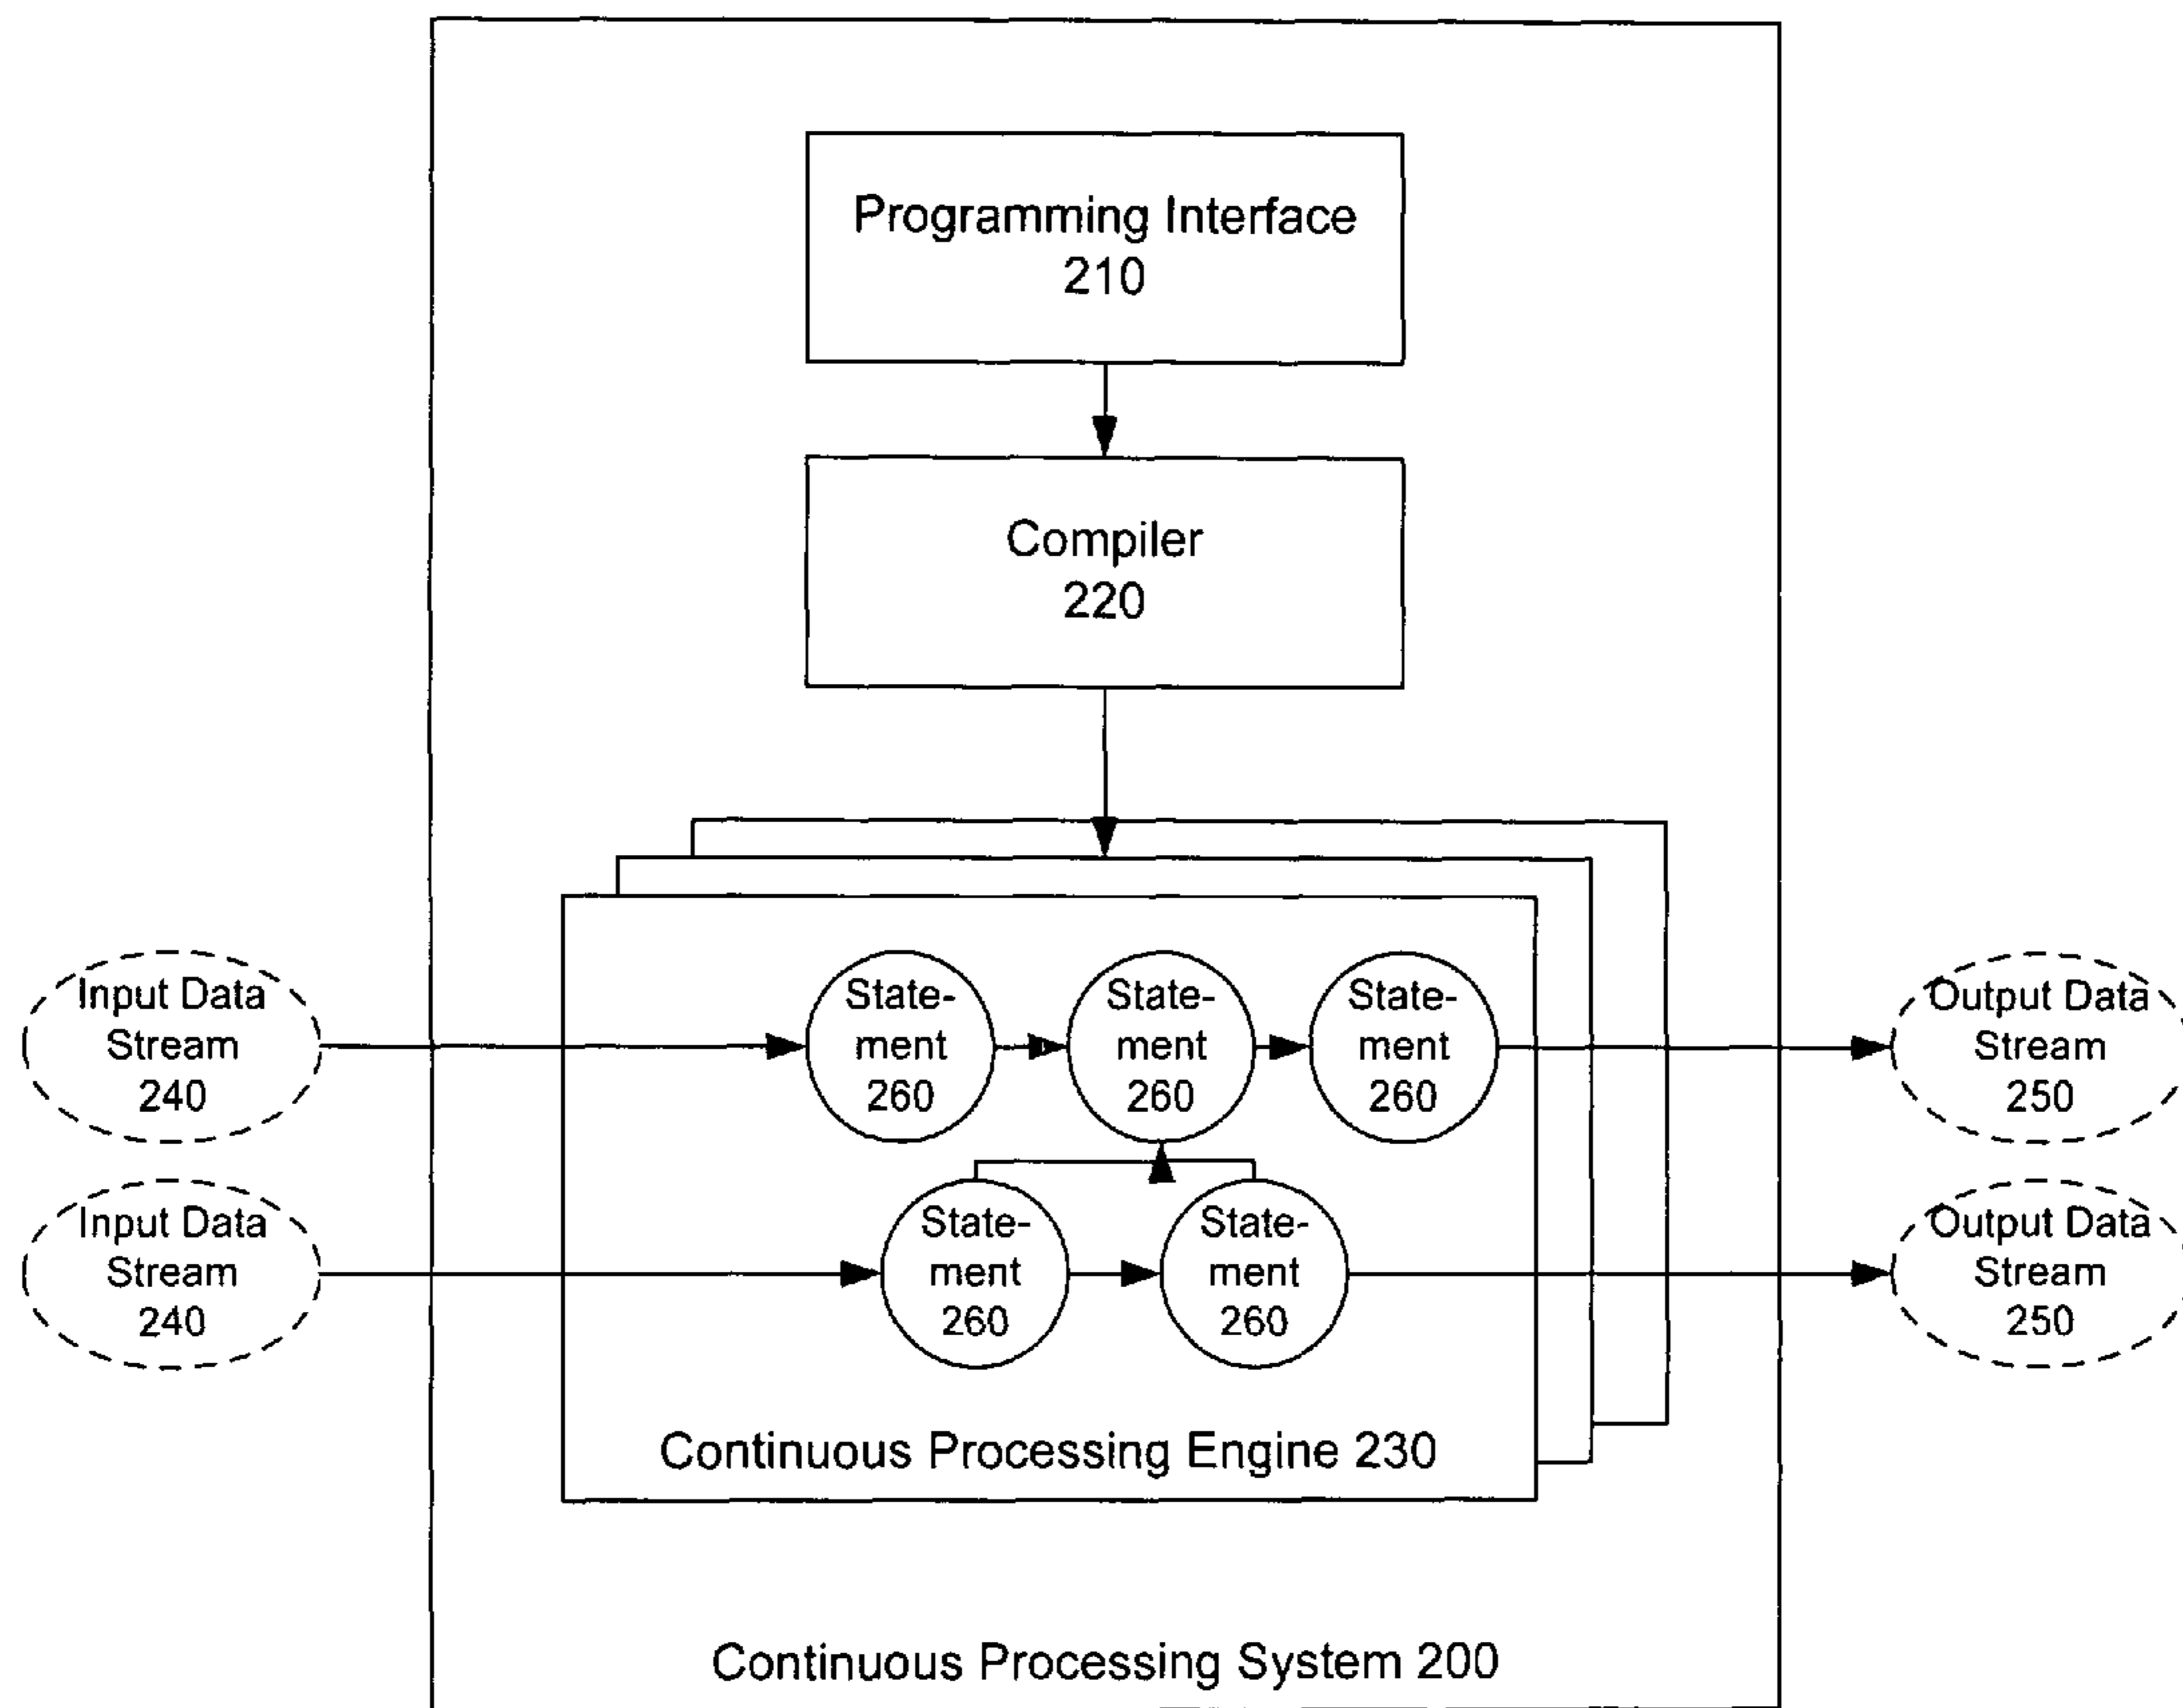 Programming Interface
210
Compiler
220
Input Data
Stream
240
State-
ment
260
State-
ment
260
State-
ment
260
Output Data
Stream
250
Input Data
Stream
240
State-
ment
260
State-
ment
260
Output Data
Stream
250
Continuous Processing Engine 230
Continuous Processing System 200